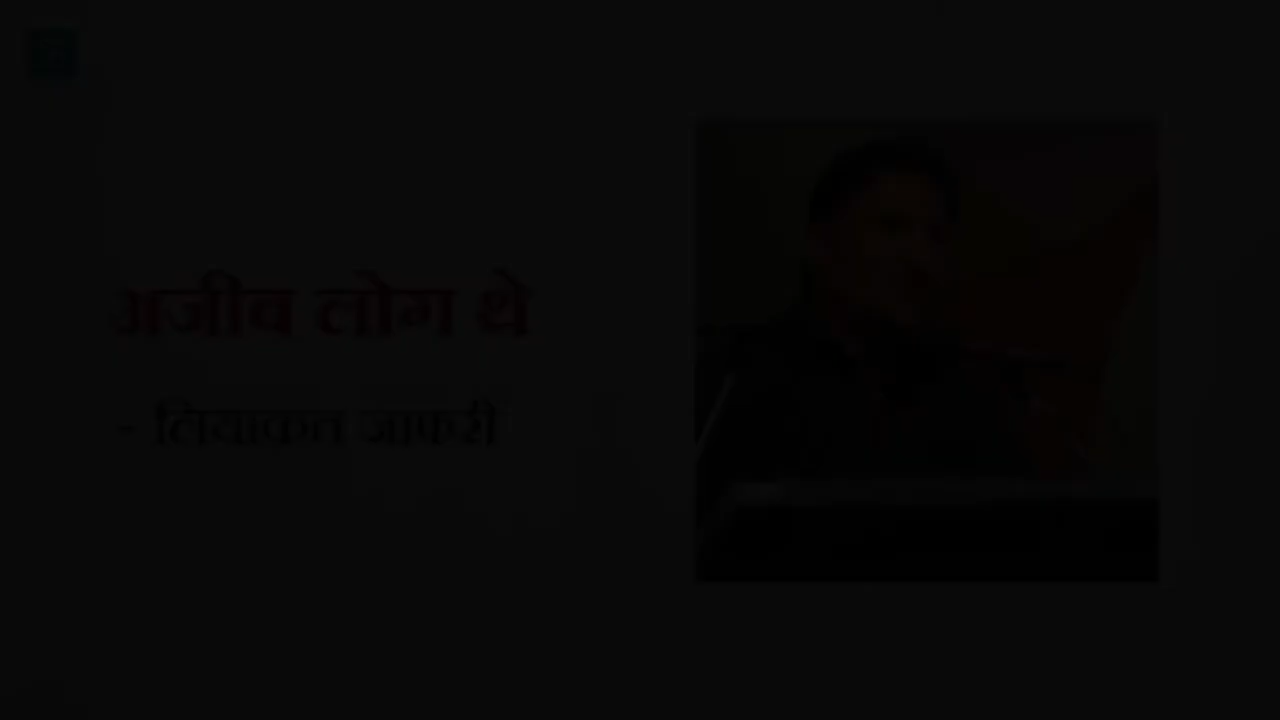 अजीब लोग थे
- लियाकत जाफरी